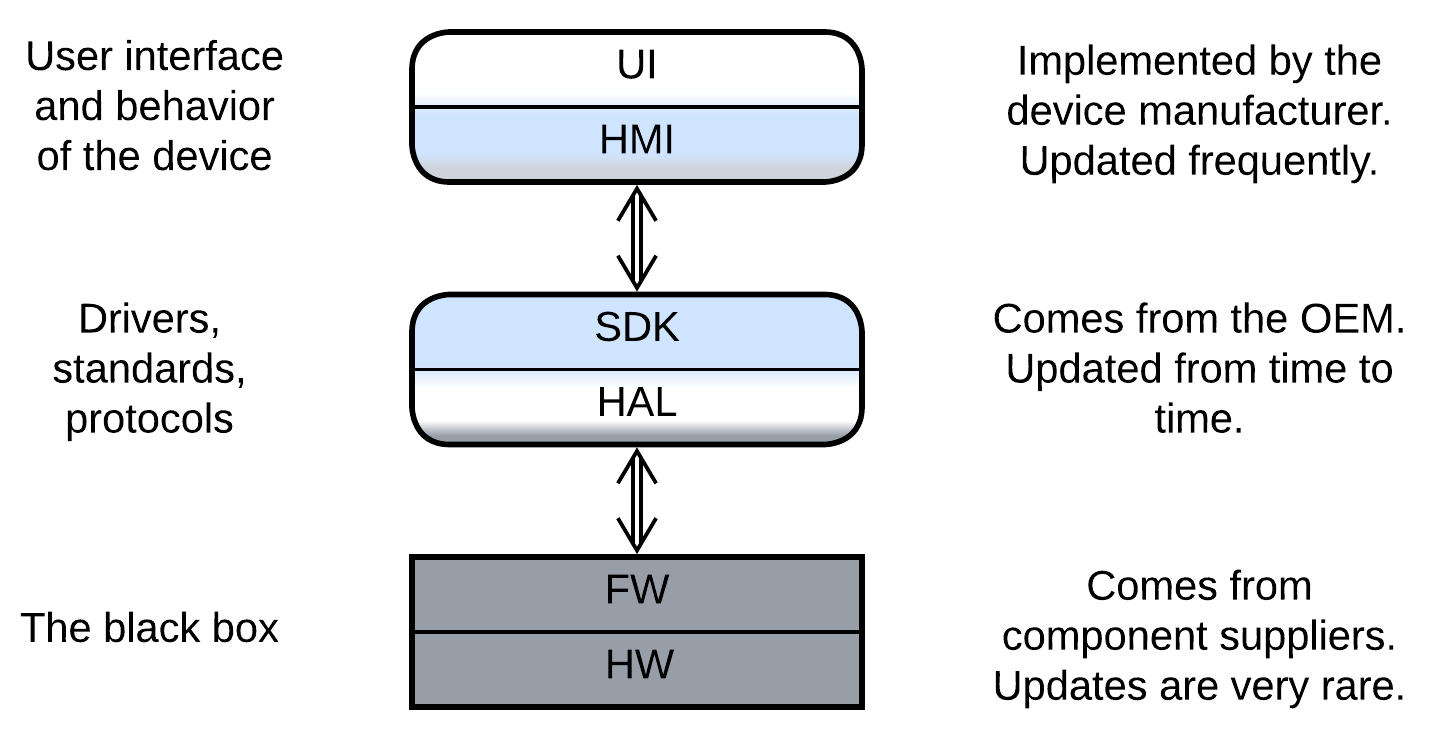 User interface
and behavior
of the device
UI
HMI
Implemented by the
device manufacturer.
Updated frequently.
Drivers,
standards,
protocols
SDK
HAL
Comes from the OEM.
Updated from time to
time.
The black box
FW
HW
Comes from
component suppliers.
Updates are very rare.